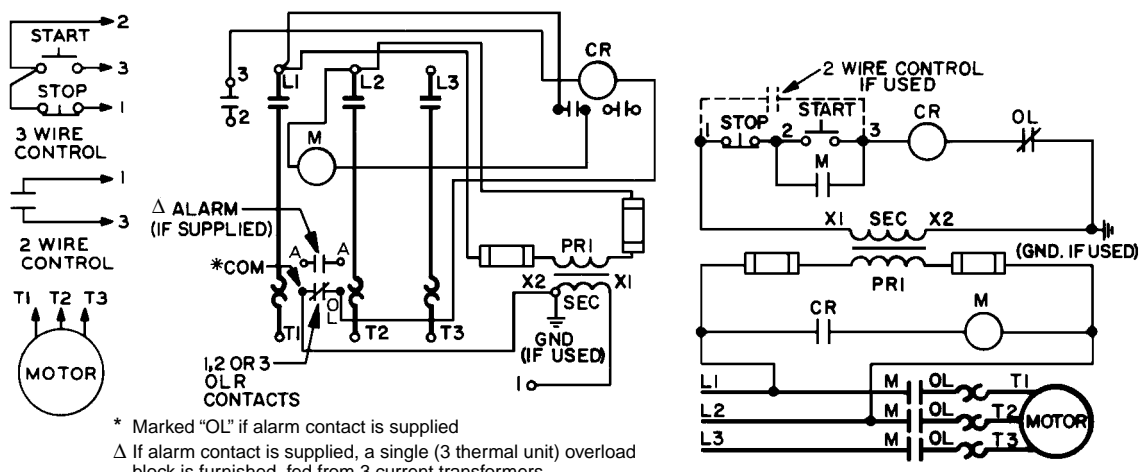 2
START
3
STOP
1
3 WIRE
CONTROL
1
3
2 WIRE
CONTROL
T1 T2 T3
MOTOR
3
2
L1
L2
L3
CR
M
Δ ALARM
(IF SUPPLIED)
A A
*COM
O
L
T1
T2
T3
PRI
X2 X1
SEC
GND
(IF USED)
1
1,2 OR 3
OLR
CONTACTS
* Marked "OL" if alarm contact is supplied
Δ If alarm contact is supplied, a single (3 thermal unit) overload
block is furnished, fed from 3 current transformers
2 WIRE CONTROL
IF USED
1 STOP 2 START 3 CR OL
M
X1 SEC X2
(GND. IF USED)
PRI
CR M
L1 M OL T1
L2 M OL T2
MOTOR
L3 M OL T3